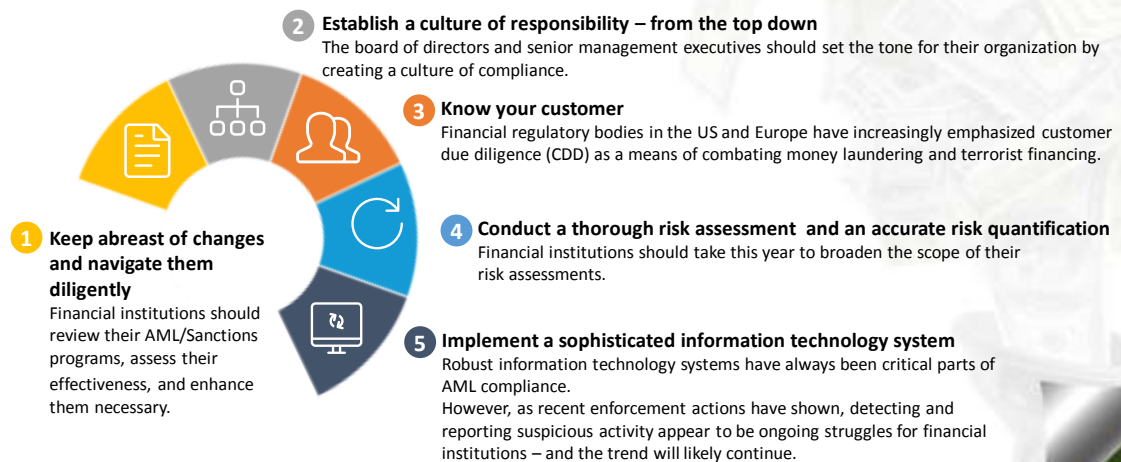 1 Keep abreast of changes
and navigate them
diligently
Financial institutions should
review their AML/Sanctions
programs, assess their
effectiveness, and enhance
them necessary.
2 Establish a culture of responsibility – from the top down
The board of directors and senior management executives should set the tone for their organization by
creating a culture of compliance.
3 Know your customer
Financial regulatory bodies in the US and Europe have increasingly emphasized customer
due diligence (CDD) as a means of combating money laundering and terrorist financing.
4 Conduct a thorough risk assessment and an accurate risk quantification
Financial institutions should take this year to broaden the scope of their
risk assessments.
5 Implement a sophisticated information technology system
Robust information technology systems have always been critical parts of
AML compliance.
However, as recent enforcement actions have shown, detecting and
reporting suspicious activity appear to be ongoing struggles for financial
institutions – and the trend will likely continue.